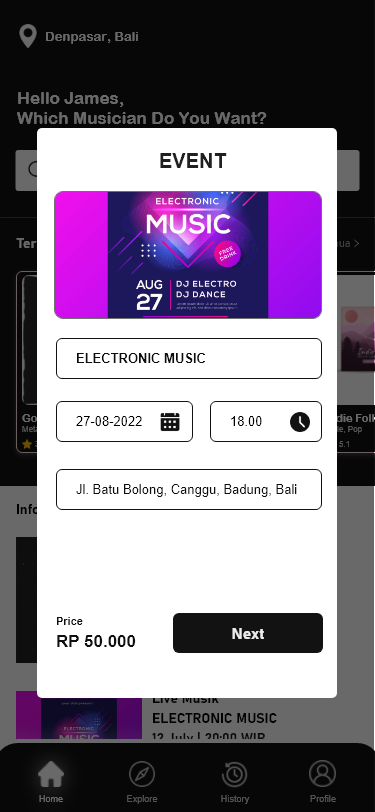 Denpasar, Bali
Hello James,
Which Musician Do You Want?
EVENT
Ter
ua >
ELECTRONIC
MUSIC
FREE
DRINK
AUG
27
DJ ELECTRO
DJ DANCE
ELECTRONIC MUSIC
27-08-2022
18.00
Go
Meta
die Folk
ie, Pop
5.1
Jl. Batu Bolong, Canggu, Badung, Bali
Info
Price
RP 50.000
Next
Live Musik
ELECTRONIC
MUSIC
ELECTRONIC MUSIC
12 July | 20:00 WIB
Home
Explore
History
Profile